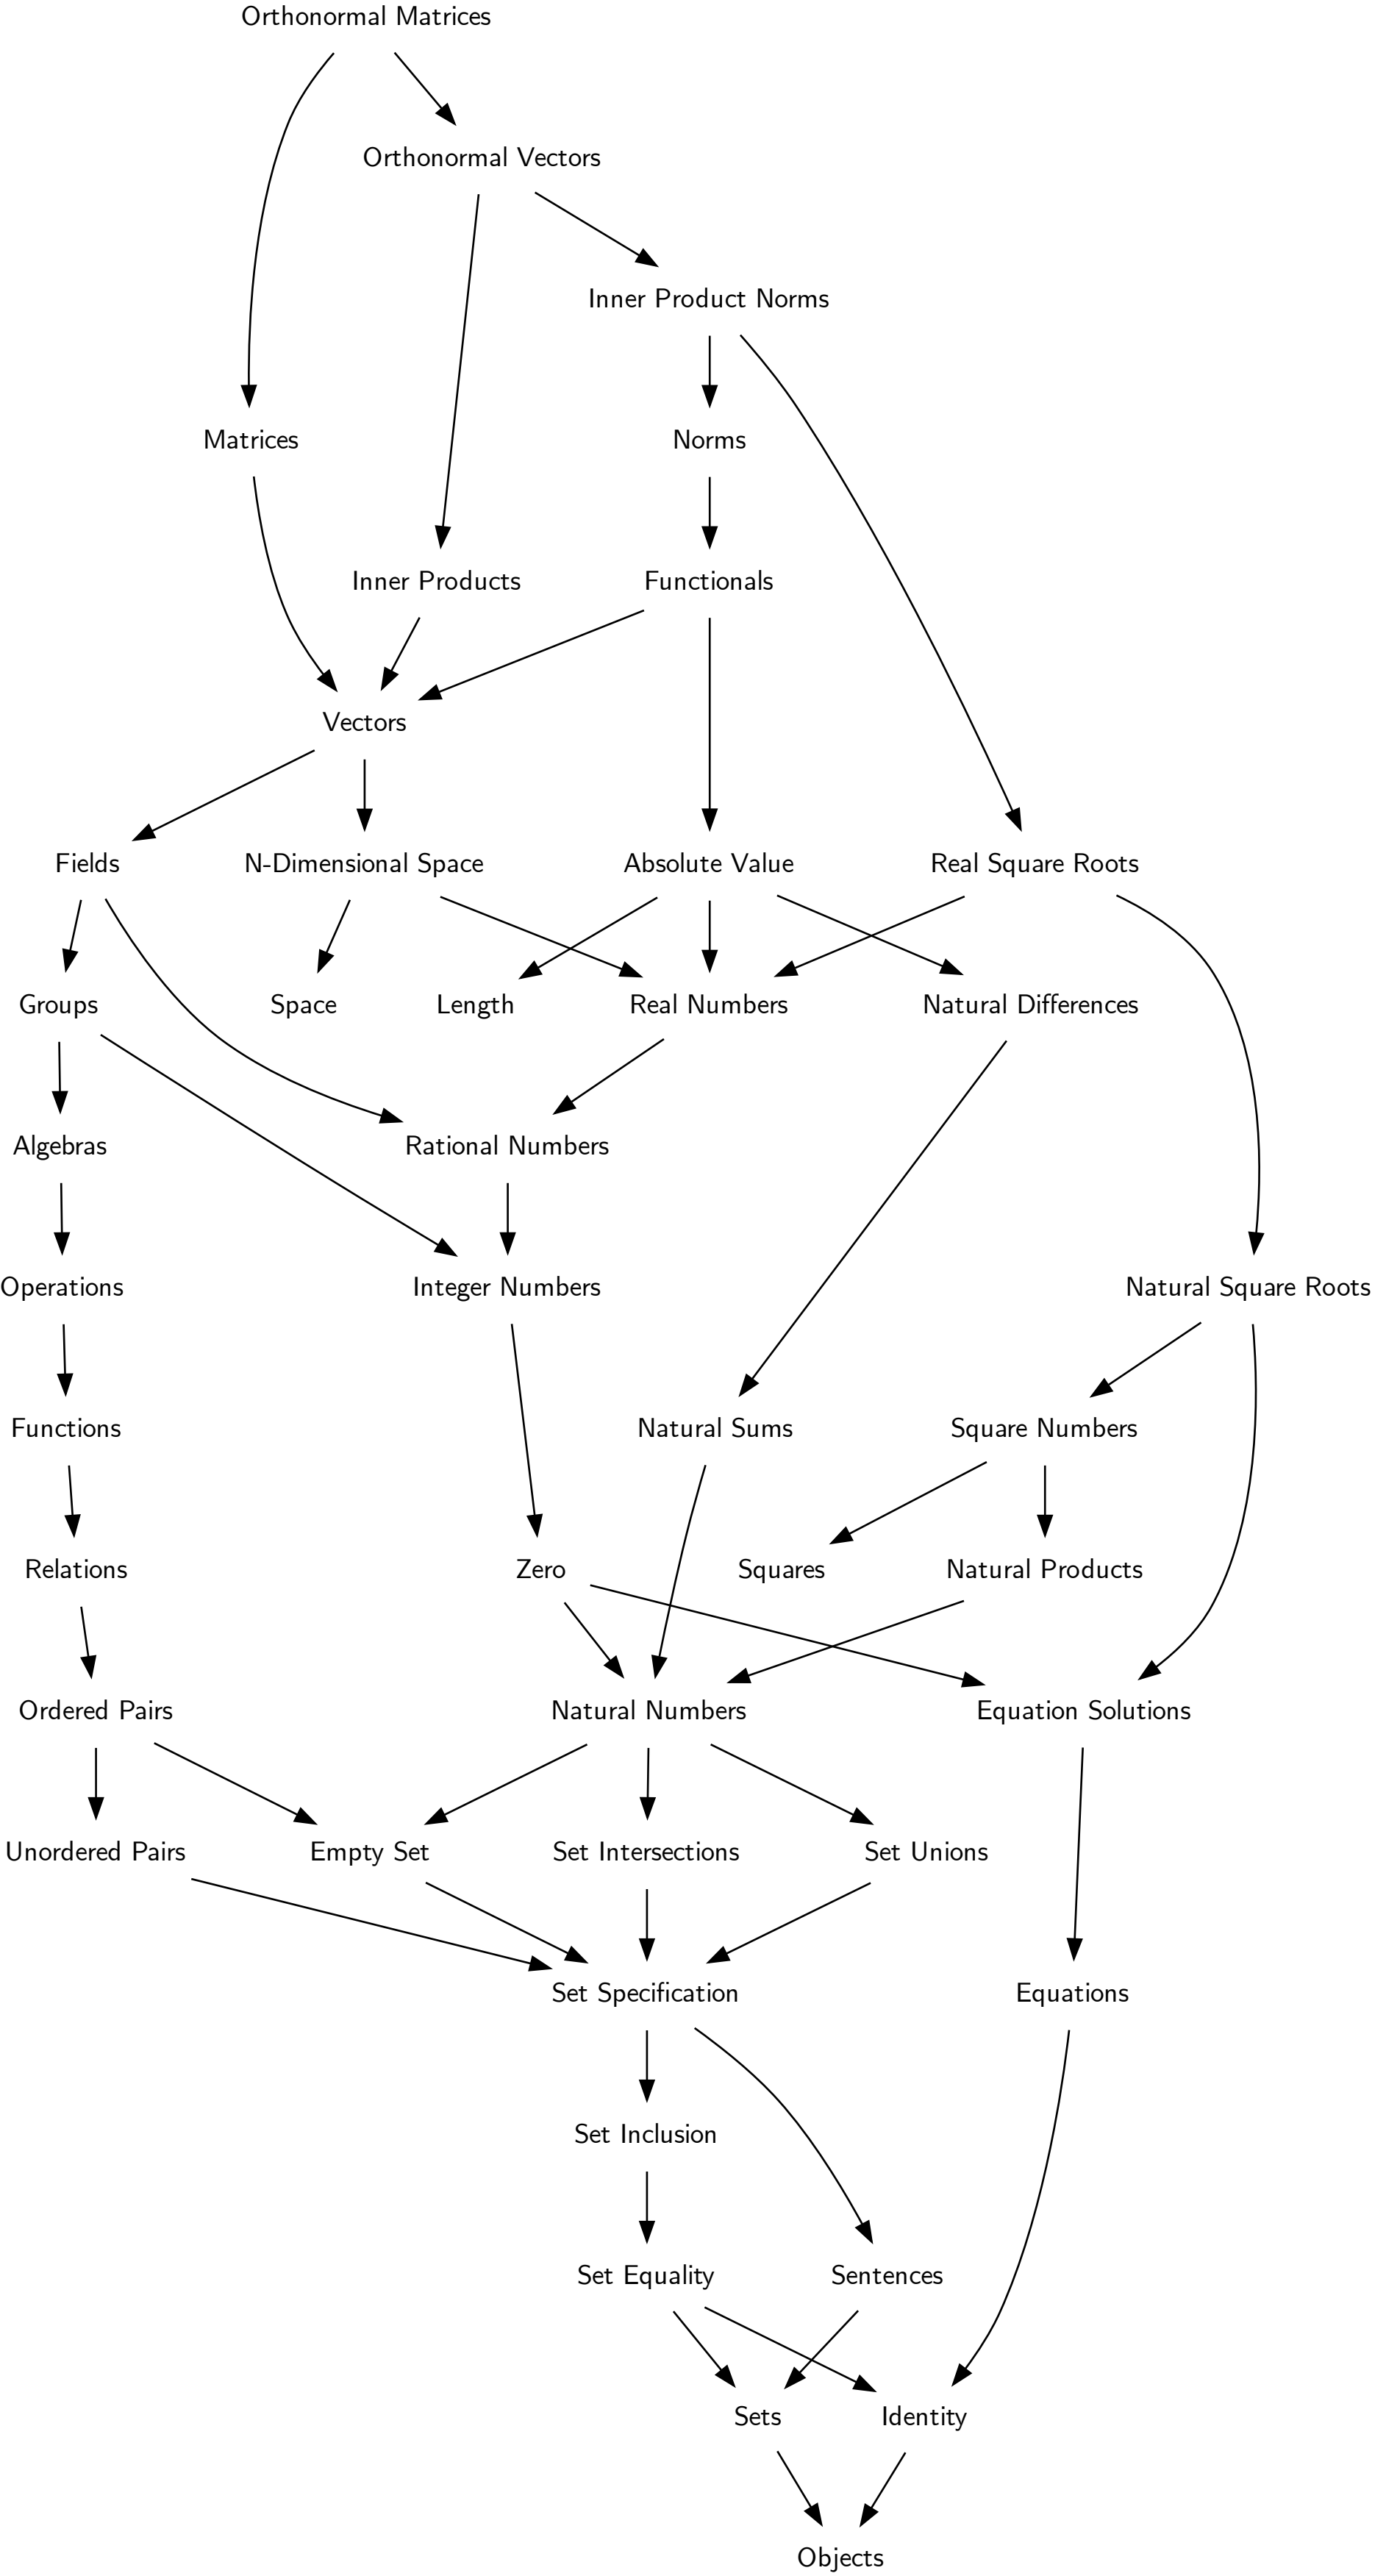 Orthonormal Matrices
Orthonormal Vectors
Inner Product Norms
Matrices
Norms
Inner Products
Functionals
Vectors
Fields
N-Dimensional Space
Absolute Value
Real Square Roots
Groups
Space
Length
Real Numbers
Natural Differences
Algebras
Rational Numbers
Operations
Integer Numbers
Natural Square Roots
Functions
Natural Sums
Square Numbers
Relations
Zero
Squares
Natural Products
Ordered Pairs
Natural Numbers
Equation Solutions
Unordered Pairs
Empty Set
Set Intersections
Set Unions
Set Specification
Equations
Set Inclusion
Set Equality
Sentences
Sets
Identity
Objects